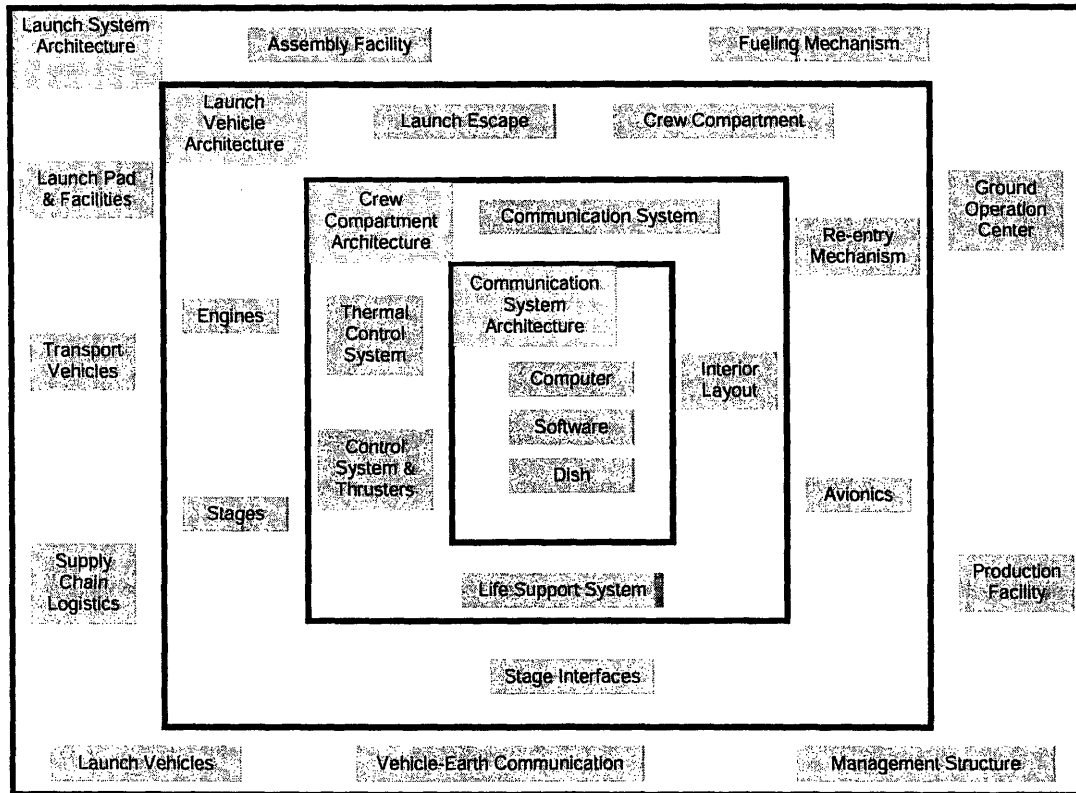 Launch System
Architecture
Assembly Facility
Fueling Mechanism
Launch
Vehicle
Architecture
Launch Escape
Crew Compartment
Launch Pad
& Facilities
Crew
Compartment
Architecture
Communication System
Ground
Operation
Center
Re-entry
Mechanism
Communication
System
Architecture
Engines
Thermal
Control
System
Transport
Vehicles
Computer
Interior
Layout
Software
Control
System &
Thrusters
Dish
Avionics
Stages
Supply
Chain
Logistics
Life Support System
Production
Facility
Stage Interfaces
Launch Vehicles
Vehicle-Earth Communication
Management Structure